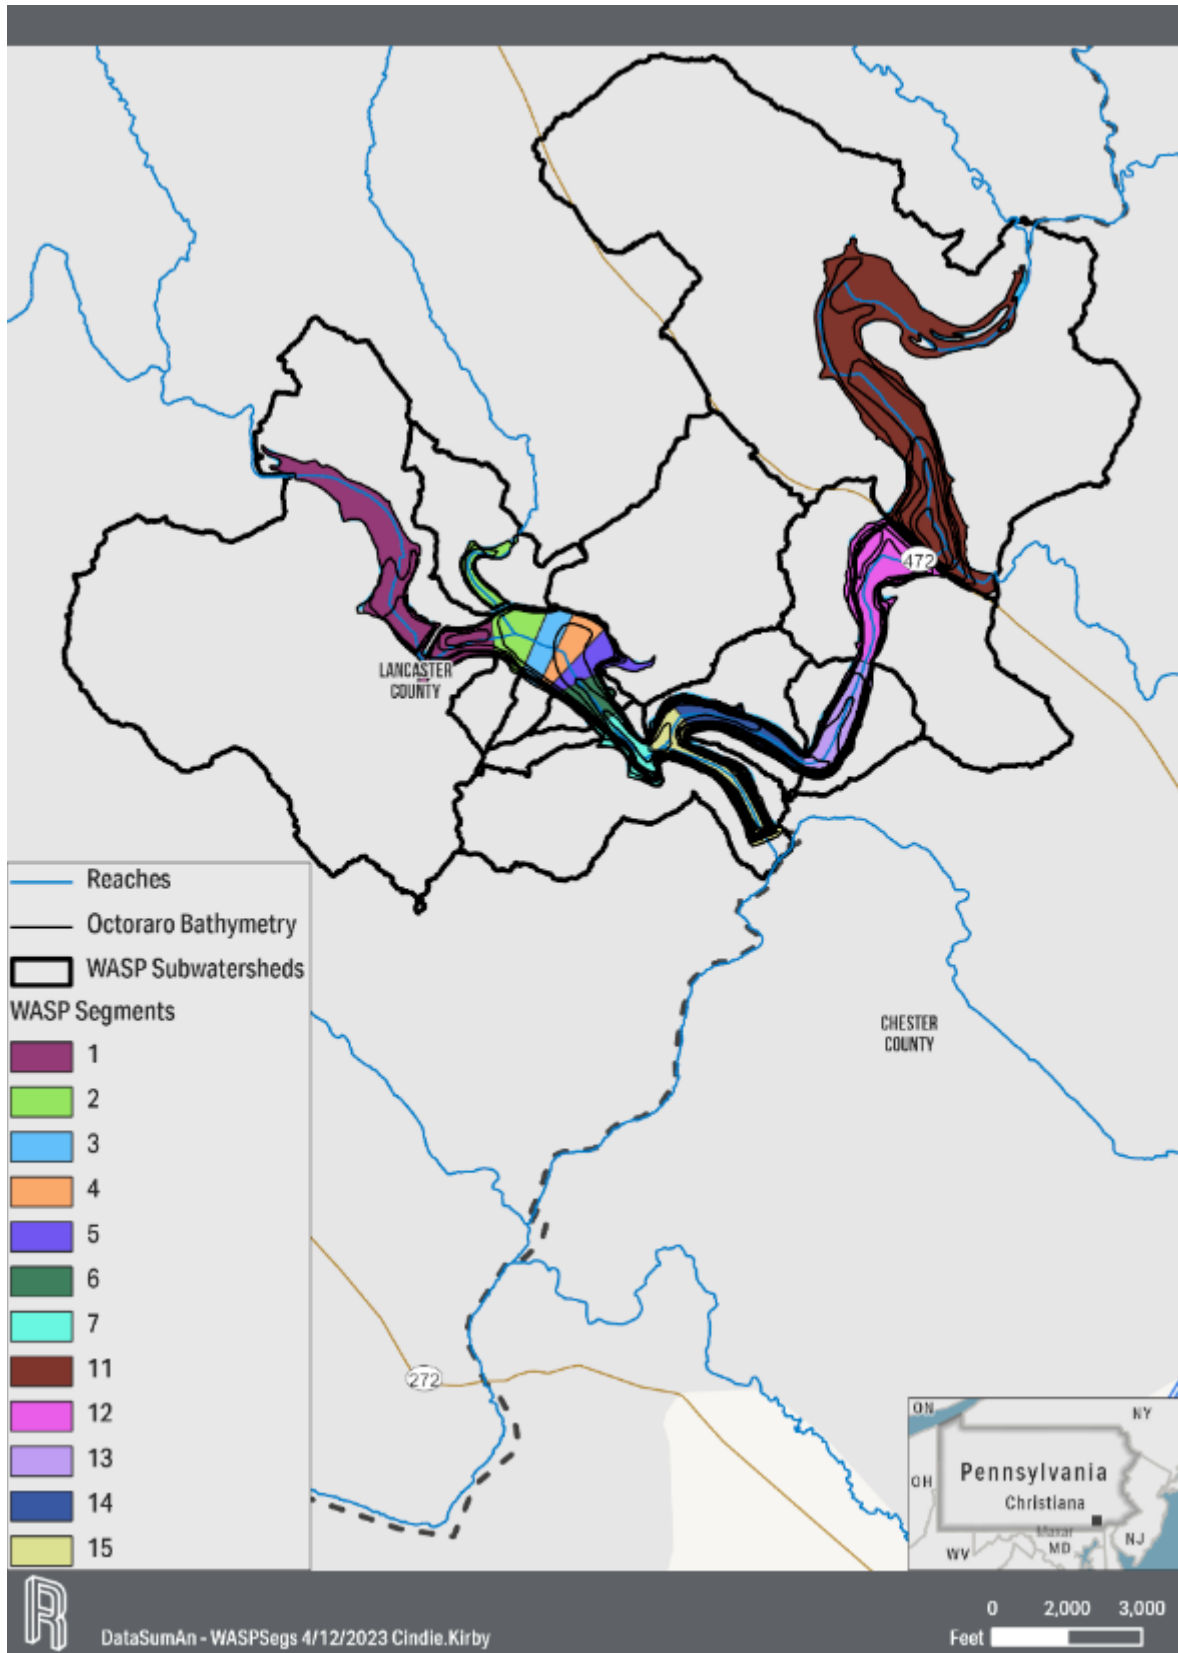 472
LANCASTER
COUNTY
Reaches
Octoraro Bathymetry
WASP Subwatersheds
WASP Segments
1
2
3
4
5
6
7
11
12
13
14
15
CHESTER
COUNTY
272
ON
NY
OH
Pennsylvania
Christiana
Maxar
MD
NJ
WV
DataSumAn - WASPSegs 4/12/2023 Cindie.Kirby
0 2,000 3,000
Feet